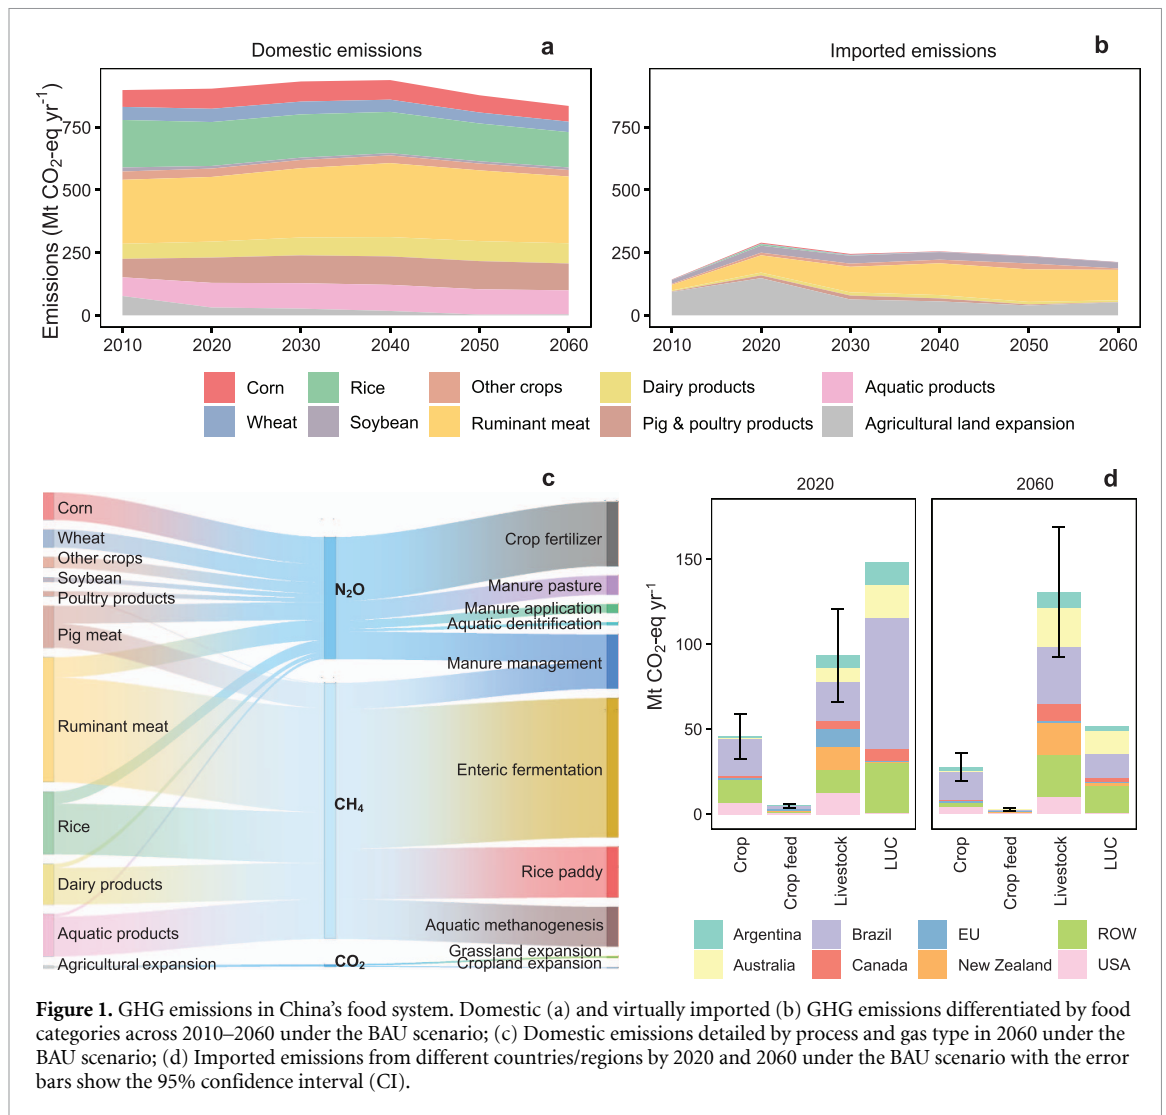 Domestic emissions
a
Imported emissions
b
Emissions (Mt CO₂-eq yr⁻¹)
750
500
250
0
2010 2020 2030 2040 2050 2060
750
500
250
0
2010 2020 2030 2040 2050 2060
Corn Rice Other crops Dairy products Aquatic products
Wheat Soybean Ruminant meat Pig & poultry products Agricultural land expansion
c
Corn
Wheat
Other crops
Soybean
Poultry products
Pig meat
Ruminant meat
Rice
Dairy products
Aquatic products
Agricultural expansion
N₂O
CH₄
CO₂
Crop fertilizer
Manure pasture
Manure application
Aquatic denitrification
Manure management
Enteric fermentation
Rice paddy
Aquatic methanogenesis
Grassland expansion
Cropland expansion
2020
2060
d
Mt CO₂-eq yr⁻¹
150
100
50
0
Crop
Crop feed
Livestock
LUC
Crop
Crop feed
Livestock
LUC
Argentina Brazil EU ROW
Australia Canada New Zealand USA
Figure 1. GHG emissions in China’s food system. Domestic (a) and virtually imported (b) GHG emissions differentiated by food
categories across 2010–2060 under the BAU scenario; (c) Domestic emissions detailed by process and gas type in 2060 under the
BAU scenario; (d) Imported emissions from different countries/regions by 2020 and 2060 under the BAU scenario with the error
bars show the 95% confidence interval (CI).